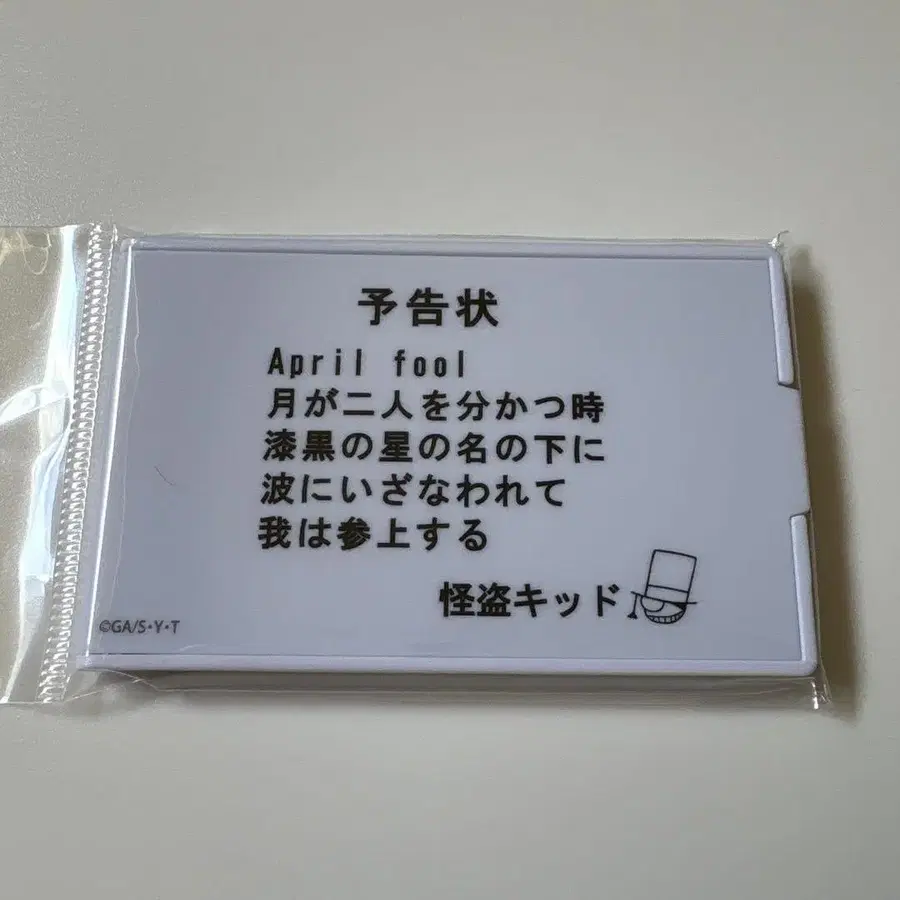 予告状
April fool
月が二人を分かつ時
漆黒の星の名の下に
波にいざなわれて
我は参上する
怪盗キッド
©GA/S・Y・T